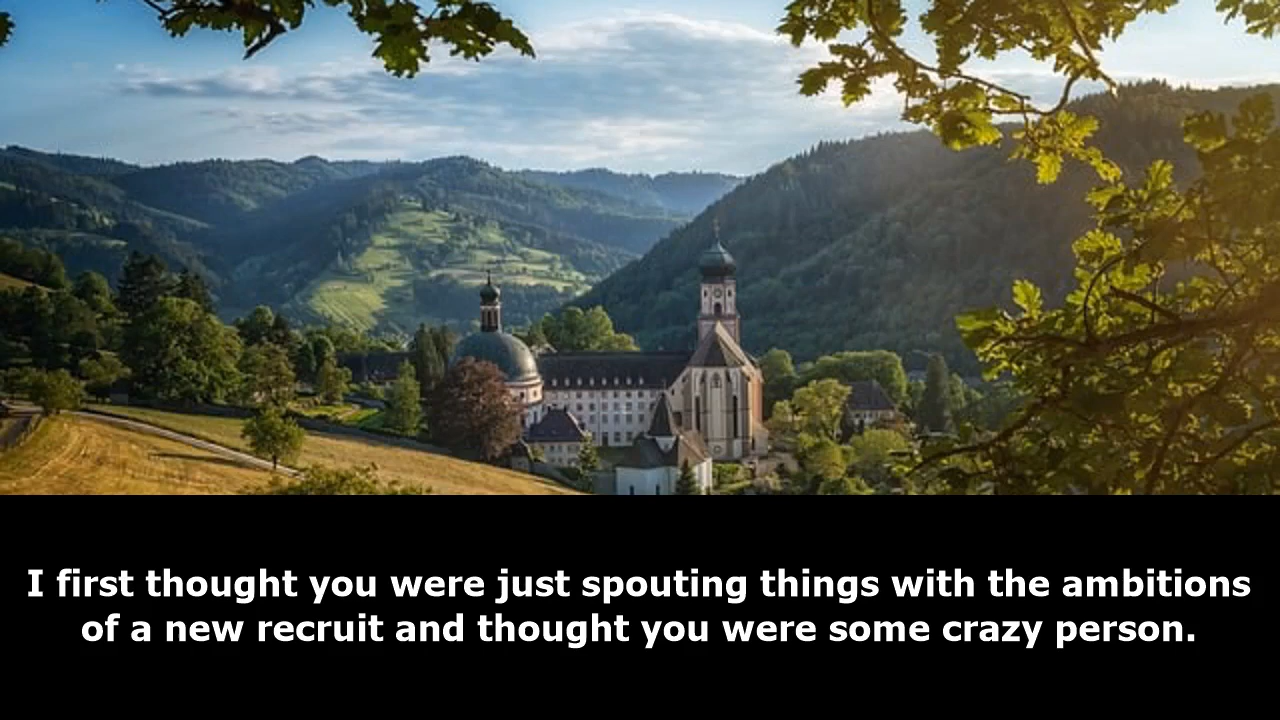 I first thought you were just spouting things with the ambitions
of a new recruit and thought you were some crazy person.